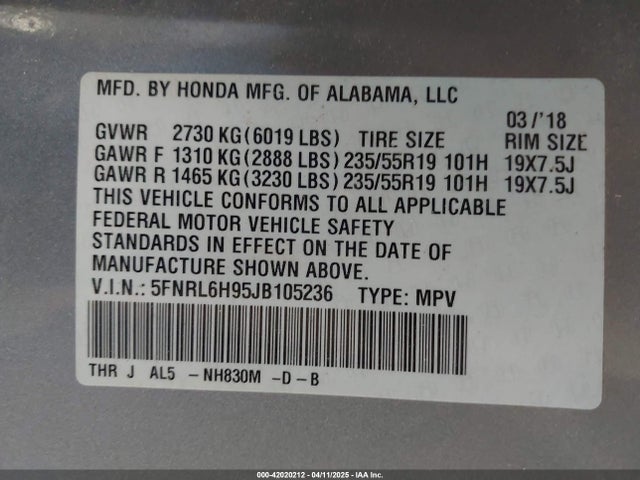 MFD. BY HONDA MFG. OF ALABAMA, LLC
03 /'18
GVWR 2730 KG (6019 LBS) TIRE SIZE RIM SIZE
GAWR F 1310 KG (2888 LBS) 235/55R19 101H 19X7.5J
GAWR R 1465 KG (3230 LBS) 235/55R19 101H 19X7.5J
THIS VEHICLE CONFORMS TO ALL APPLICABLE
FEDERAL MOTOR VEHICLE SAFETY
STANDARDS IN EFFECT ON THE DATE OF
MANUFACTURE SHOWN ABOVE.
V.I.N.: 5FNRL6H95JB105236 TYPE: MPV
THR J AL5 - NH830M - D - B
000-42020212 - 04/11/2025 - IAA Inc.